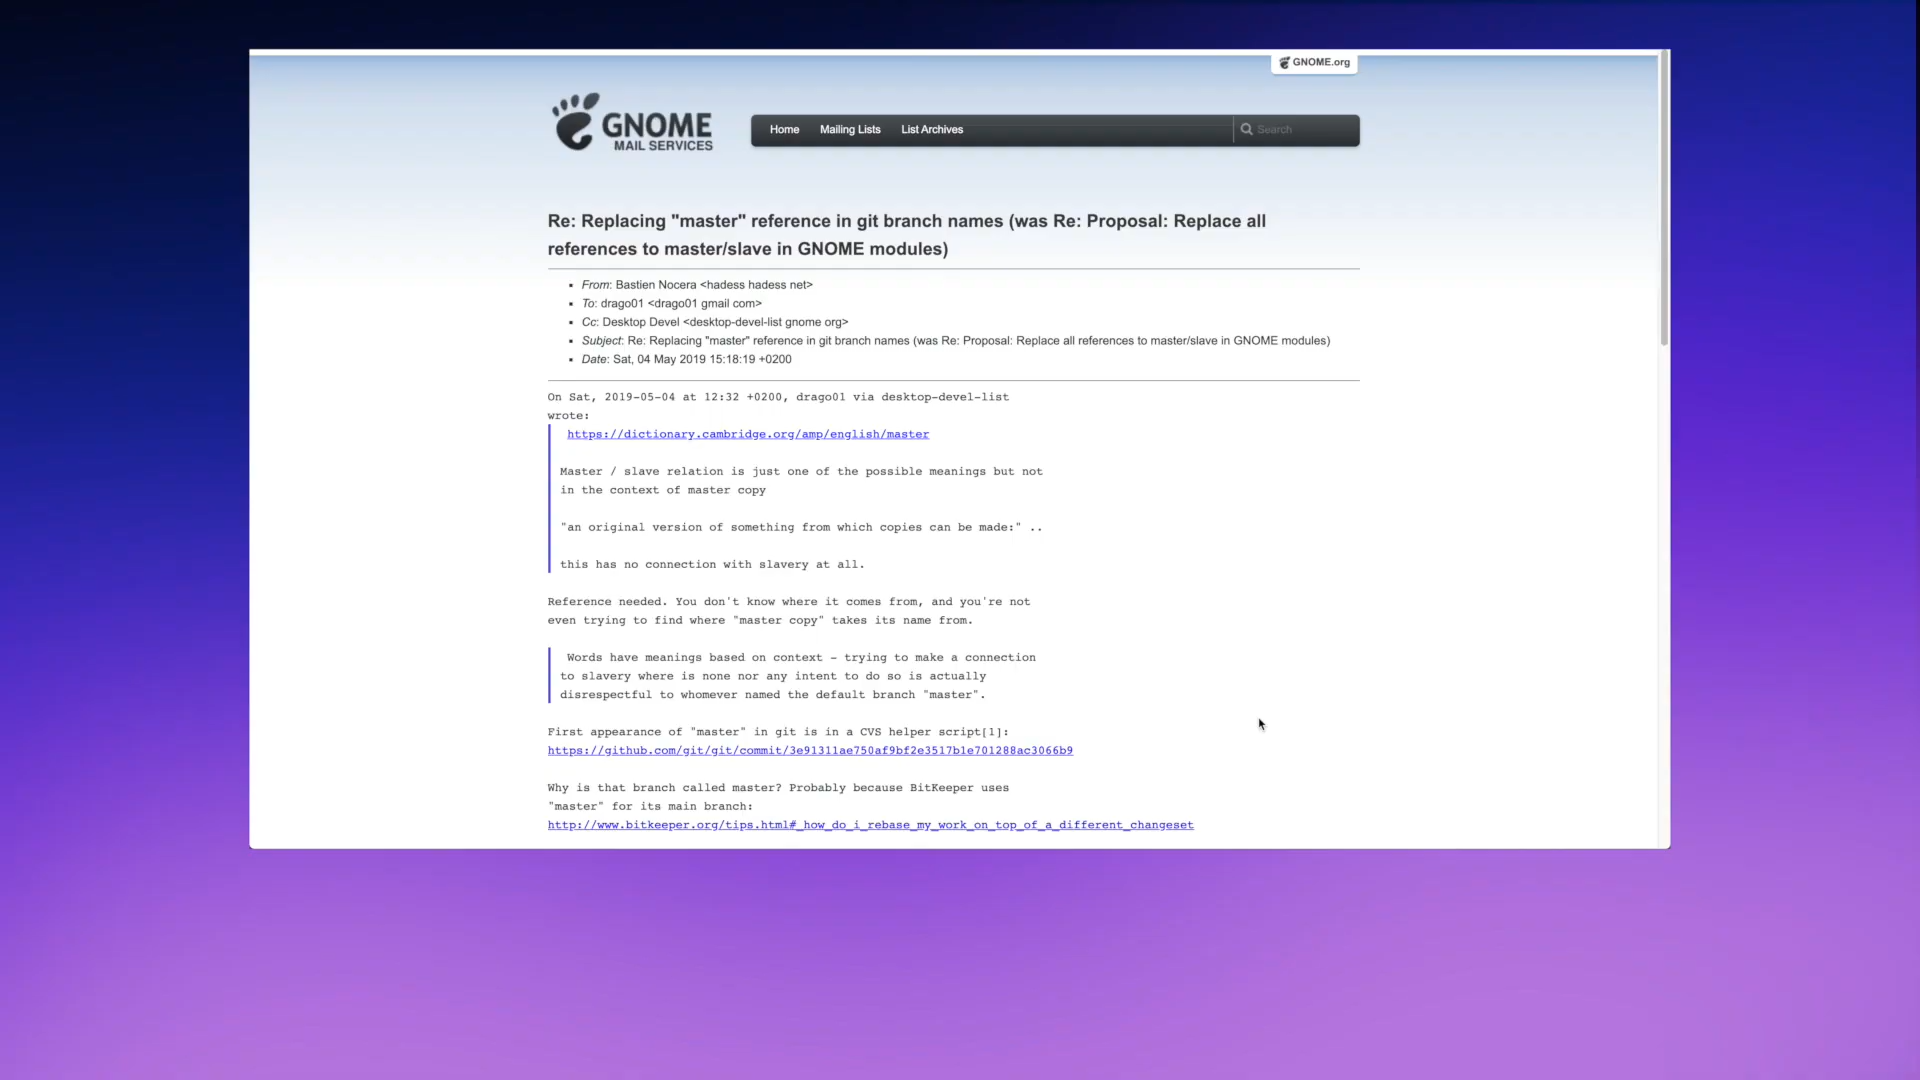 GNOME.org
GNOME
MAIL SERVICES
Home Mailing Lists List Archives Search
Re: Replacing "master" reference in git branch names (was Re: Proposal: Replace all
references to master/slave in GNOME modules)
From: Bastien Nocera <hadess hadess net>
To: drago01 <drago01 gmail com>
Cc: Desktop Devel <desktop-devel-list gnome org>
Subject: Re: Replacing "master" reference in git branch names (was Re: Proposal: Replace all references to master/slave in GNOME modules)
Date: Sat, 04 May 2019 15:18:19 +0200
On Sat, 2019-05-04 at 12:32 +0200, drago01 via desktop-devel-list
wrote:
https://dictionary.cambridge.org/amp/english/master
Master / slave relation is just one of the possible meanings but not
in the context of master copy
"an original version of something from which copies can be made:" ..
this has no connection with slavery at all.
Reference needed. You don't know where it comes from, and you're not
even trying to find where "master copy" takes its name from.
Words have meanings based on context - trying to make a connection
to slavery where is none nor any intent to do so is actually
disrespectful to whomever named the default branch "master".
First appearance of "master" in git is in a CVS helper script[1]:
https://github.com/git/git/commit/3e91311ae750af9bf2e3517b1e701288ac3066b9
Why is that branch called master? Probably because BitKeeper uses
"master" for its main branch:
http://www.bitkeeper.org/tips.html#_how_do_i_rebase_my_work_on_top_of_a_different_changeset